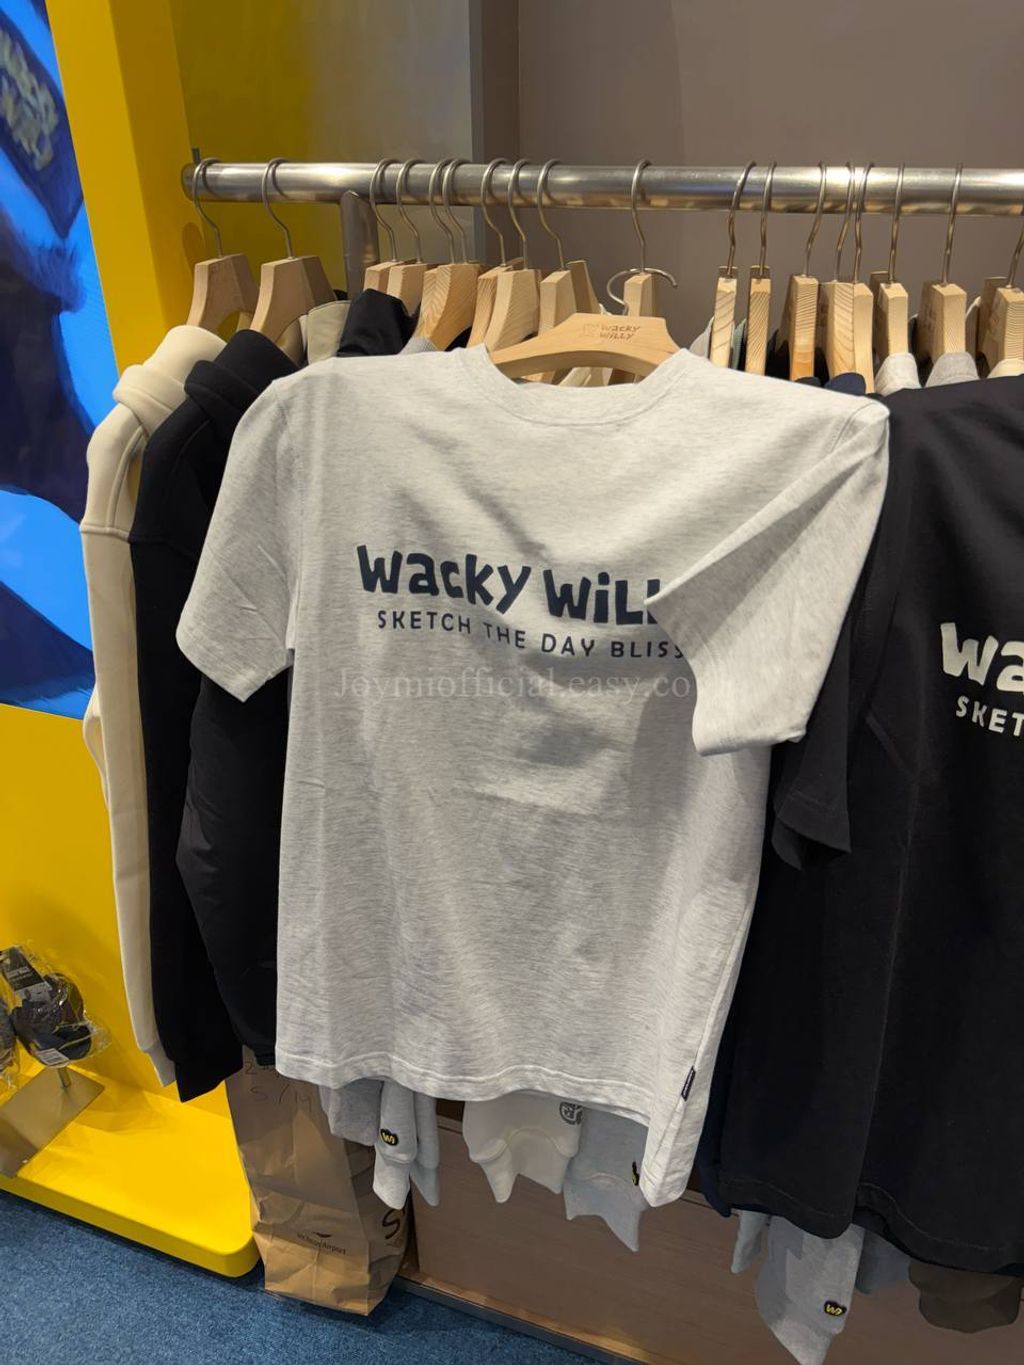 Wacky
Willy
Wacky Will
SKETCH THE DAY BLISS
Joymiofficial.easy.co
Wa
SKET
S/M
W
W